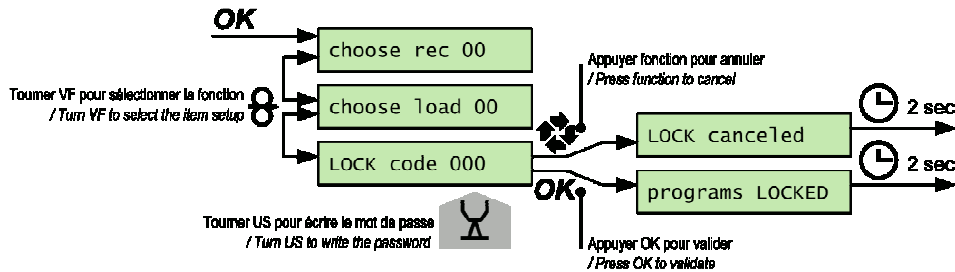 OK
choose rec 00
Appuyer fonction pour annuler
/ Press function to cancel
Tourner VF pour sélectionner la fonction
/ Turn VF to select the item setup
choose load 00
2 sec
LOCK canceled
LOCK code 000
2 sec
OK
programs LOCKED
Tourner US pour écrire le mot de passe
/ Turn US to write the password
Appuyer OK pour valider
/ Press OK to validate